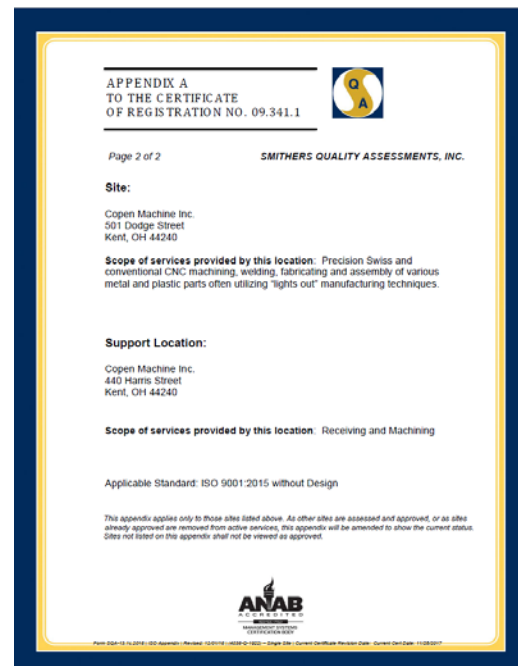 APPENDIX A
TO THE CERTIFICATE
OF REGISTRATION NO. 09.341.1
Q
A
Page 2 of 2
SMITHERS QUALITY ASSESSMENTS, INC.
Site:
Copen Machine Inc.
501 Dodge Street
Kent, OH 44240
Scope of services provided by this location: Precision Swiss and
conventional CNC machining, welding, fabricating and assembly of various
metal and plastic parts often utilizing "lights out" manufacturing techniques.
Support Location:
Copen Machine Inc.
440 Harris Street
Kent, OH 44240
Scope of services provided by this location: Receiving and Machining
Applicable Standard: ISO 9001:2015 without Design
This appendix applies only to those sites listed above. As other sites are assessed and approved, or as sites
already approved are removed from active services, this appendix will be amended to show the current status.
Sites not listed on this appendix shall not be viewed as approved.
ANAB
ACCREDITED
MANAGEMENT SYSTEMS
CERTIFICATION BODY